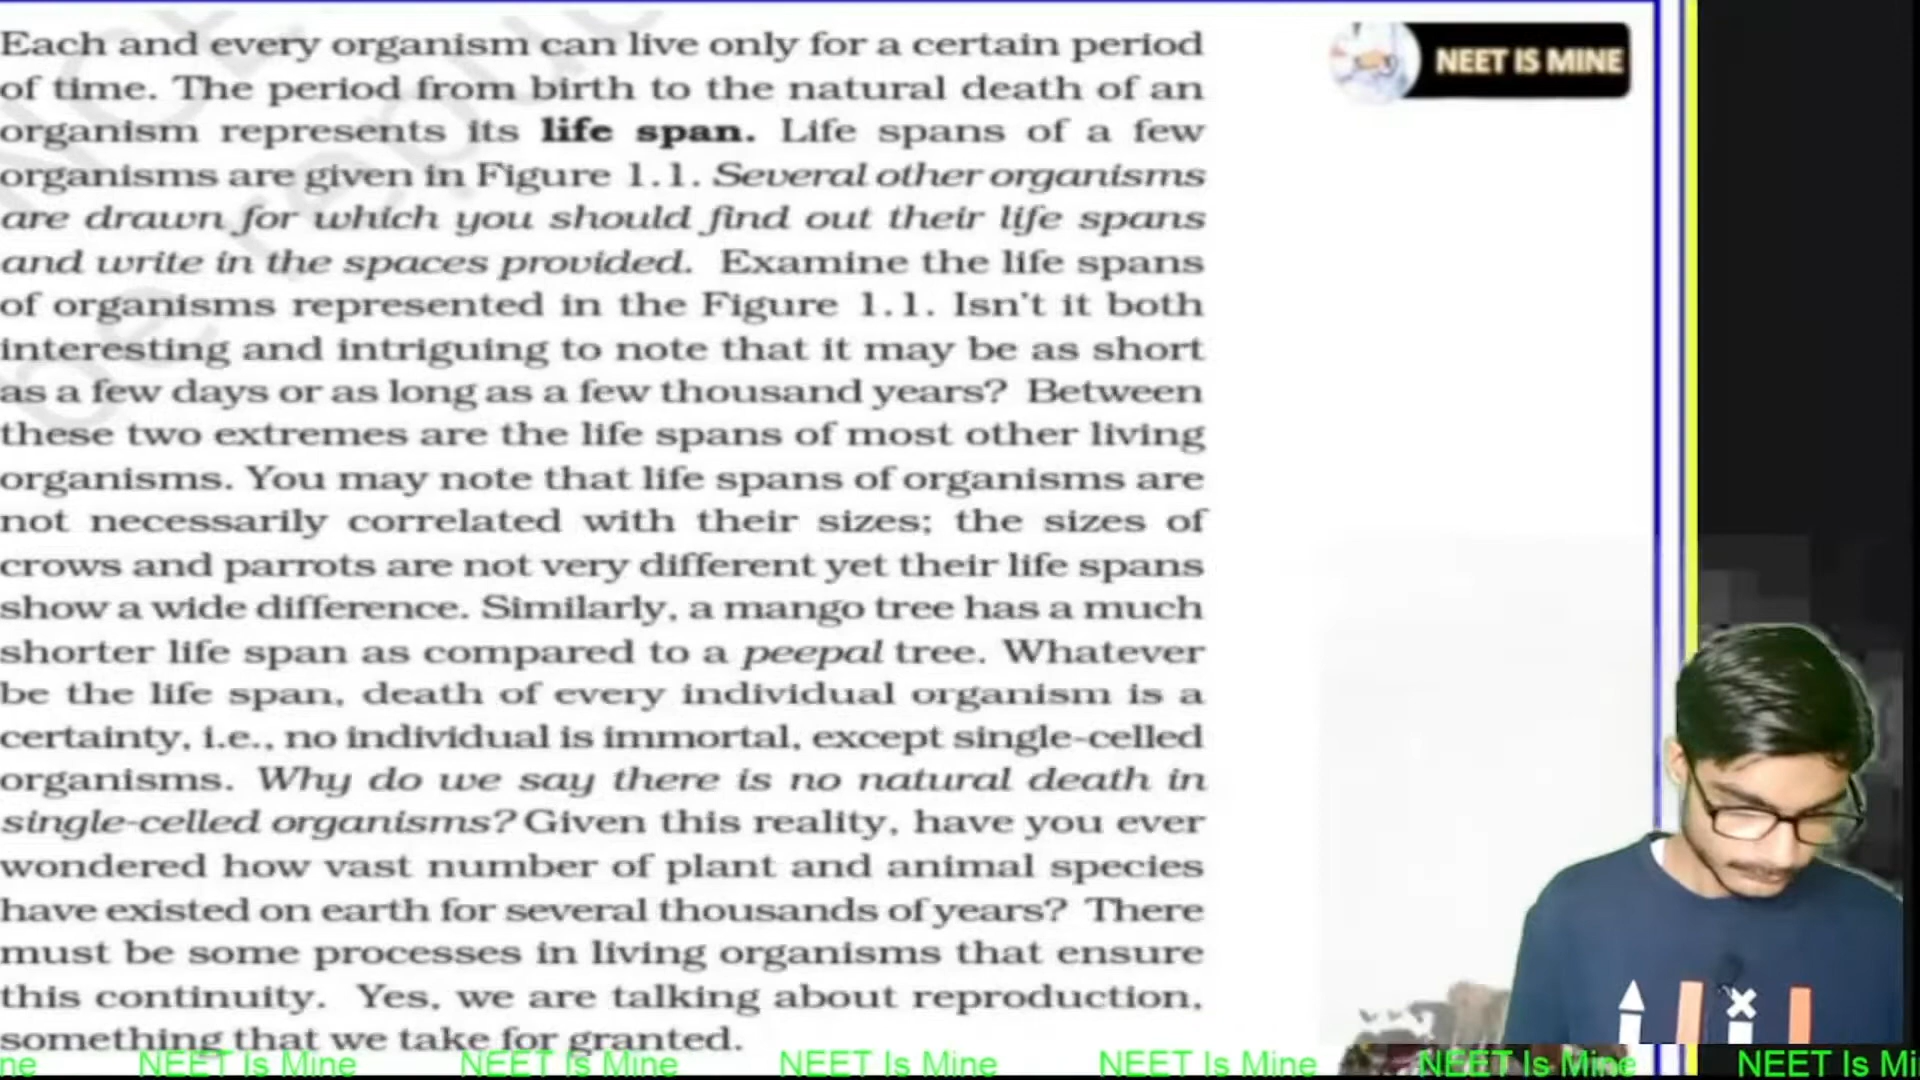 Each and every organism can live only for a certain period
of time. The period from birth to the natural death of an
organism represents its life span. Life spans of a few
organisms are given in Figure 1.1. Several other organisms
are drawn for which you should find out their life spans
and write in the spaces provided. Examine the life spans
of organisms represented in the Figure 1.1. Isn't it both
interesting and intriguing to note that it may be as short
as a few days or as long as a few thousand years? Between
these two extremes are the life spans of most other living
organisms. You may note that life spans of organisms are
not necessarily correlated with their sizes; the sizes of
crows and parrots are not very different yet their life spans
show a wide difference. Similarly, a mango tree has a much
shorter life span as compared to a peepal tree. Whatever
be the life span, death of every individual organism is a
certainty, i.e., no individual is immortal, except single-celled
organisms. Why do we say there is no natural death in
single-celled organisms? Given this reality, have you ever
wondered how vast number of plant and animal species
have existed on earth for several thousands of years? There
must be some processes in living organisms that ensure
this continuity. Yes, we are talking about reproduction,
something that we take for granted.
NEET IS MINE
ne NEET Is Mine NEET Is Mine NEET Is Mine NEET Is Mine NEET Is Mine NEET Is Mi